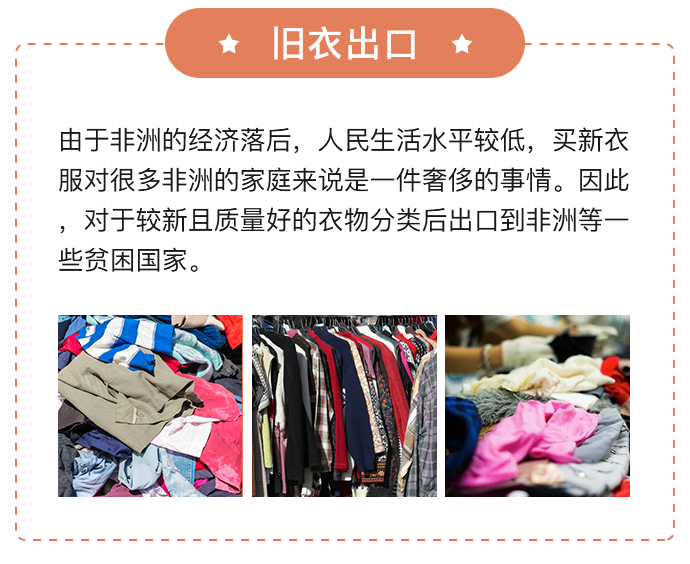 旧衣出口
由于非洲的经济落后，人民生活水平较低，买新衣
服对很多非洲的家庭来说是一件奢侈的事情。因此
，对于较新且质量好的衣物分类后出口到非洲等一
些贫困国家。